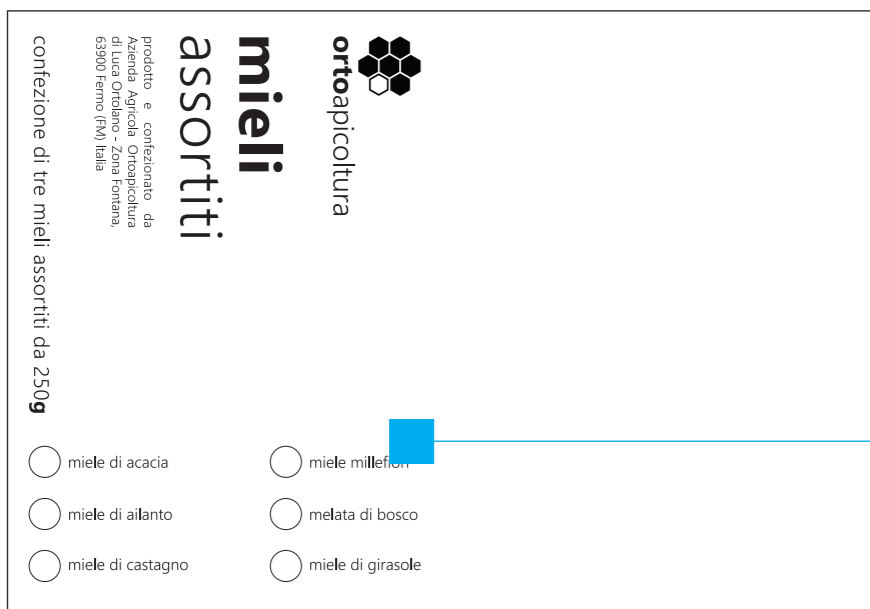 ortoapicoltura
mieli
assortiti
prodotto e confezionato da
Azienda Agricola Ortoapicoltura
di Luca Ortolano - Zona Fontana,
63900 Fermo (FM) Italia
confezione di tre mieli assortiti da 250g
miele di acacia
miele millefiori
miele di ailanto
melata di bosco
miele di castagno
miele di girasole